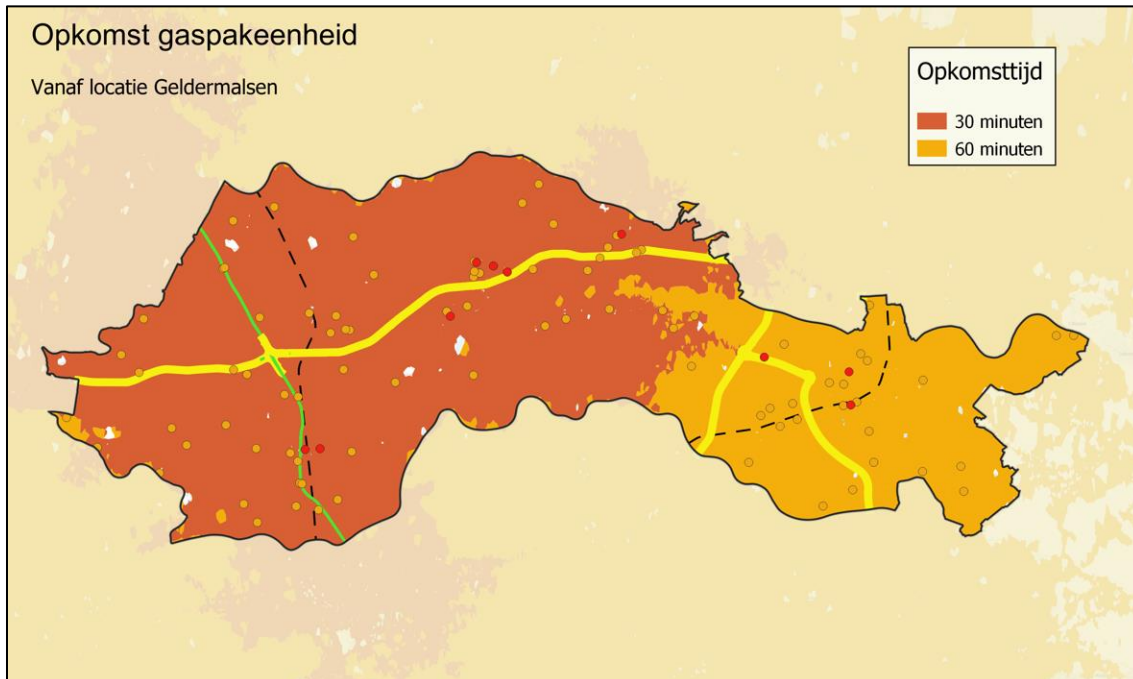 Opkomst gaspakeenheid
Vanaf locatie Geldermalsen
Opkomsttijd
30 minuten
60 minuten